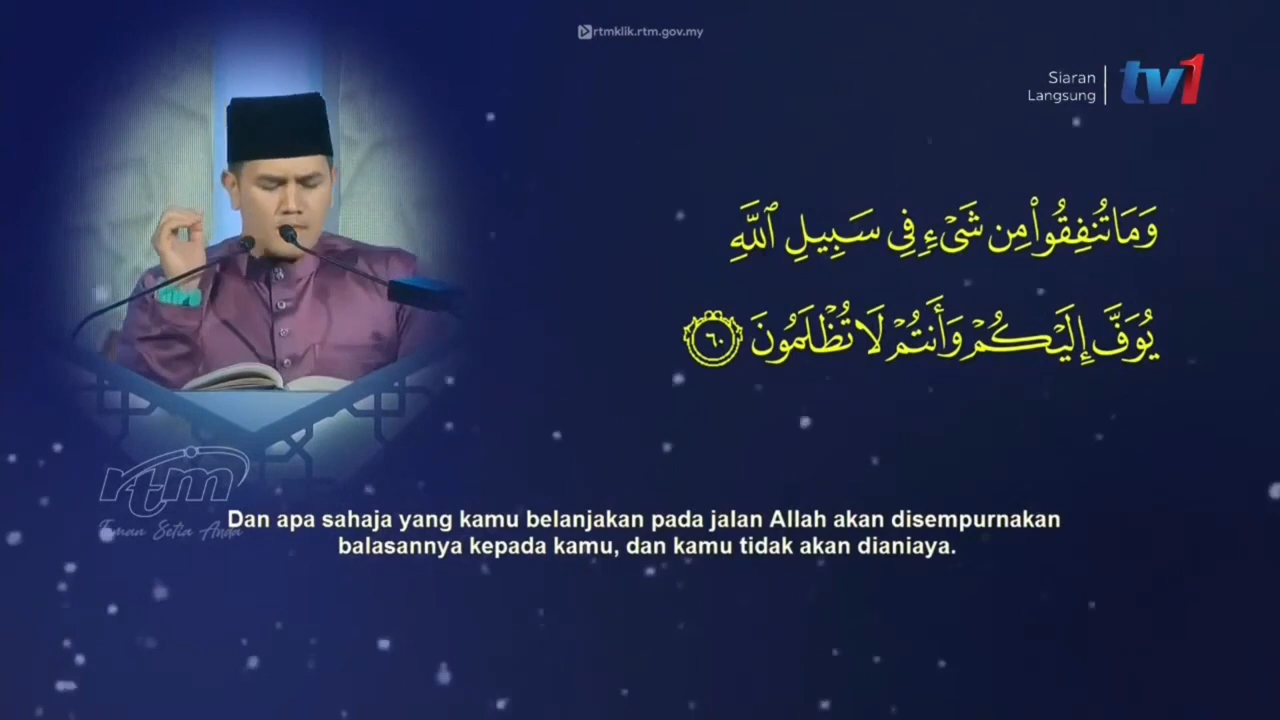 rtmklik.rtm.gov.my
Siaran
Langsung
tv1
وَمَا تُنفِقُوا۟ مِن شَىْءٍ فِى سَبِيلِ ٱللَّهِ
يُوَفَّ إِلَيْكُمْ وَأَنتُمْ لَا تُظْلَمُونَ ٦٠
rtm
Teman Setia Anda
Dan apa sahaja yang kamu belanjakan pada jalan Allah akan disempurnakan
balasannya kepada kamu, dan kamu tidak akan dianiaya.